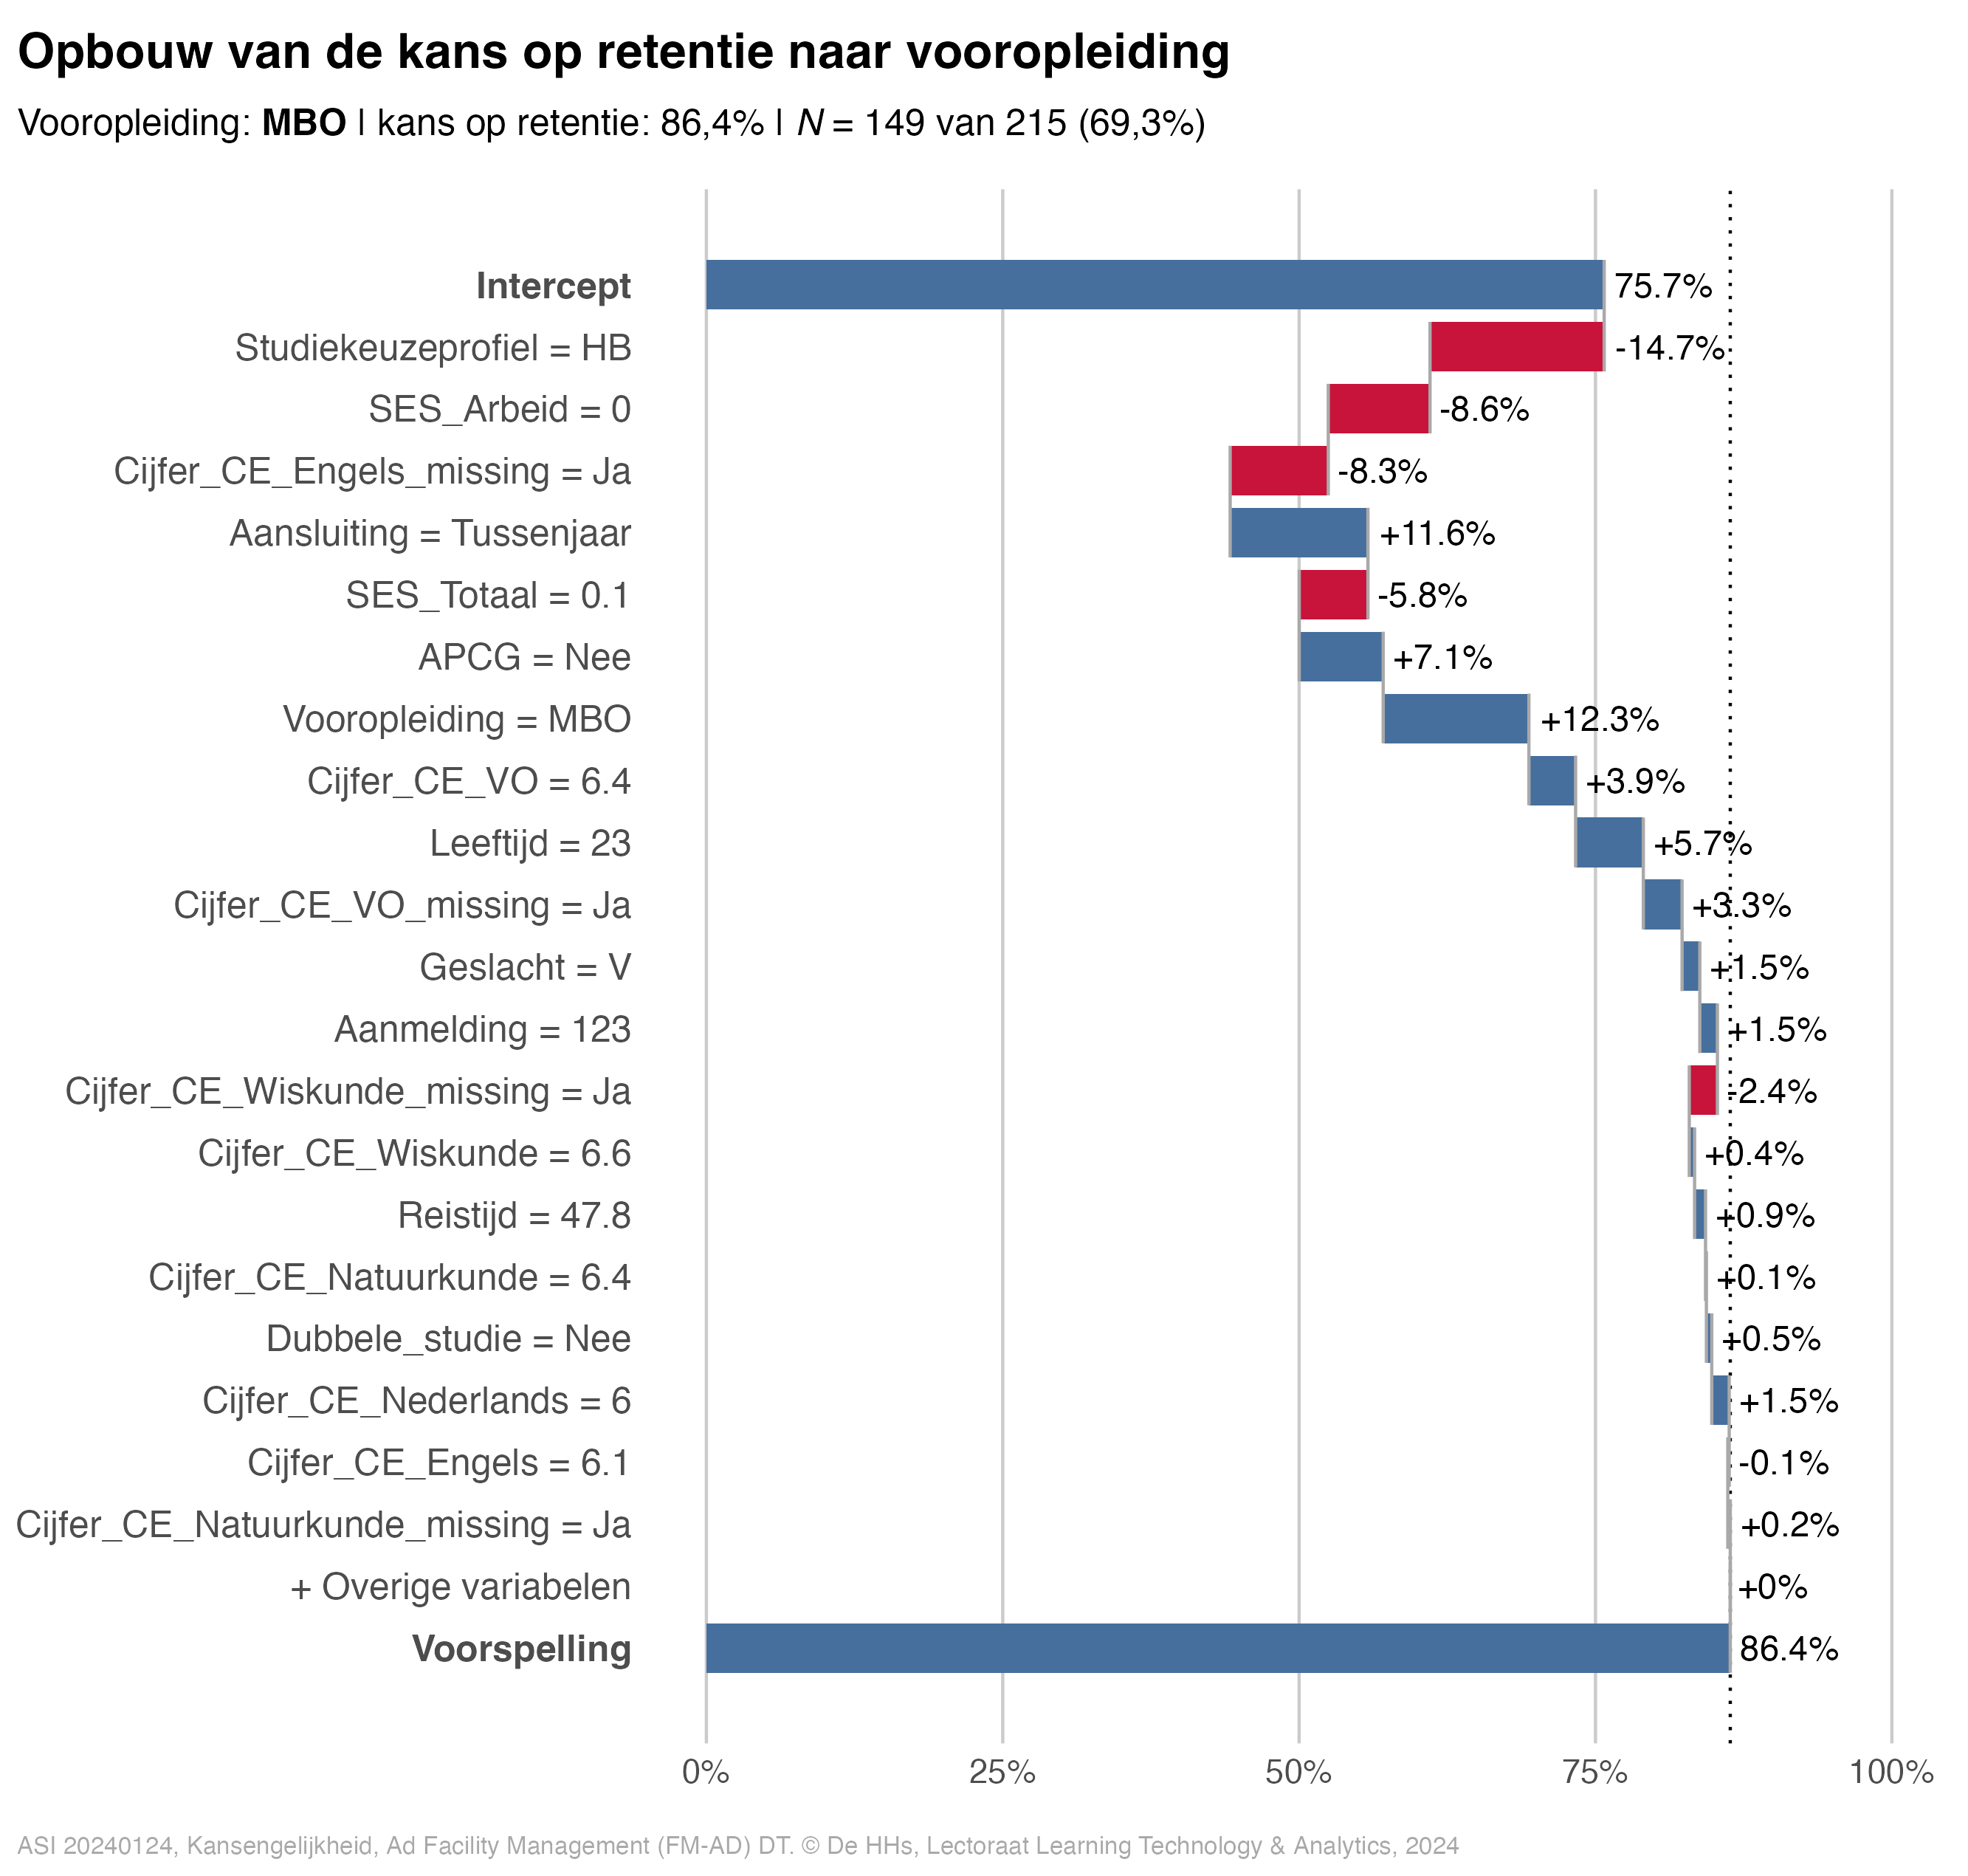 Opbouw van de kans op retentie naar vooropleiding
Vooropleiding: MBO | kans op retentie: 86,4% | N = 149 van 215 (69,3%)
Intercept 75.7%
Studiekeuzeprofiel = HB -14.7%
SES_Arbeid = 0 -8.6%
Cijfer_CE_Engels_missing = Ja -8.3%
Aansluiting = Tussenjaar +11.6%
SES_Totaal = 0.1 -5.8%
APCG = Nee +7.1%
Vooropleiding = MBO +12.3%
Cijfer_CE_VO = 6.4 +3.9%
Leeftijd = 23 +5.7%
Cijfer_CE_VO_missing = Ja +3.3%
Geslacht = V +1.5%
Aanmelding = 123 +1.5%
Cijfer_CE_Wiskunde_missing = Ja -2.4%
Cijfer_CE_Wiskunde = 6.6 +0.4%
Reistijd = 47.8 +0.9%
Cijfer_CE_Natuurkunde = 6.4 +0.1%
Dubbele_studie = Nee +0.5%
Cijfer_CE_Nederlands = 6 +1.5%
Cijfer_CE_Engels = 6.1 -0.1%
Cijfer_CE_Natuurkunde_missing = Ja +0.2%
+ Overige variabelen +0%
Voorspelling 86.4%
0% 25% 50% 75% 100%
ASI 20240124, Kansengelijkheid, Ad Facility Management (FM-AD) DT. © De HHs, Lectoraat Learning Technology & Analytics, 2024